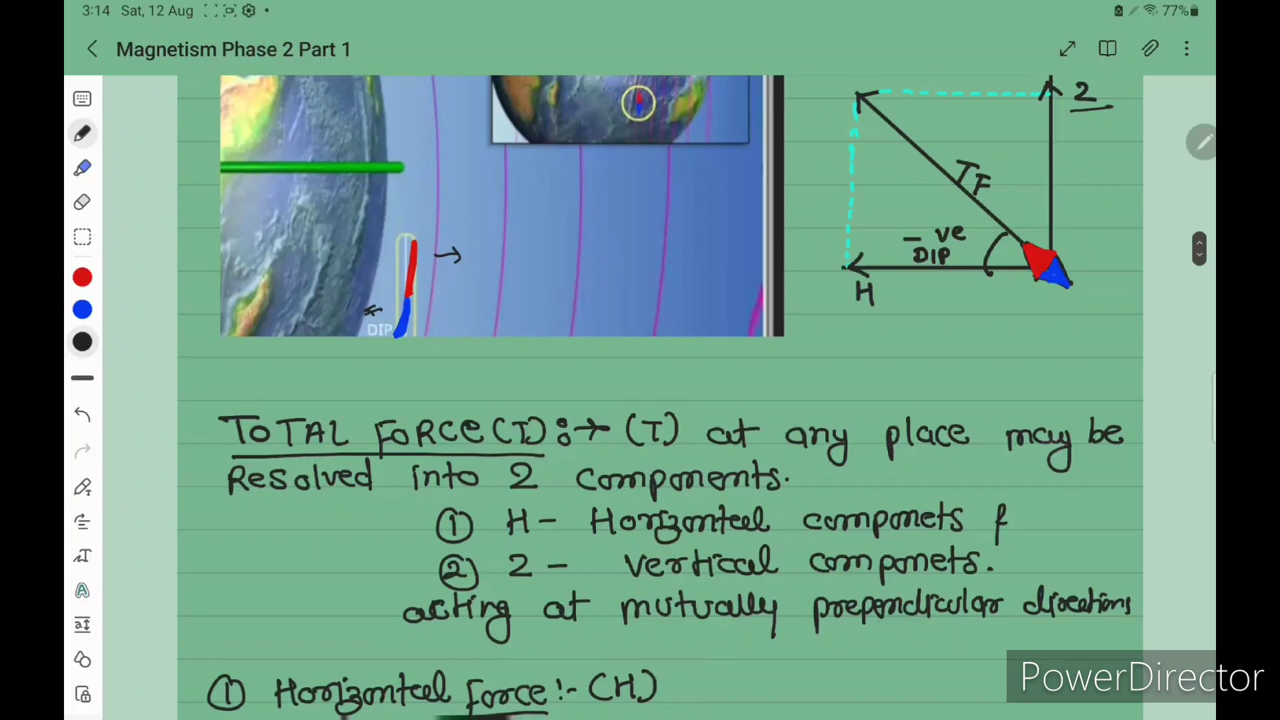 3:14 Sat, 12 Aug
77%
Magnetism Phase 2 Part 1
2
TF
-ve
DIP
H
DIP
TOTAL FORCE(T):→ (T) at any place may be
Resolved into 2 components.
① H- Horizontal componets f
② Z - vertical componets.
acting at mutually prependicular directions
① Horizontal Force :- (H)
PowerDirector